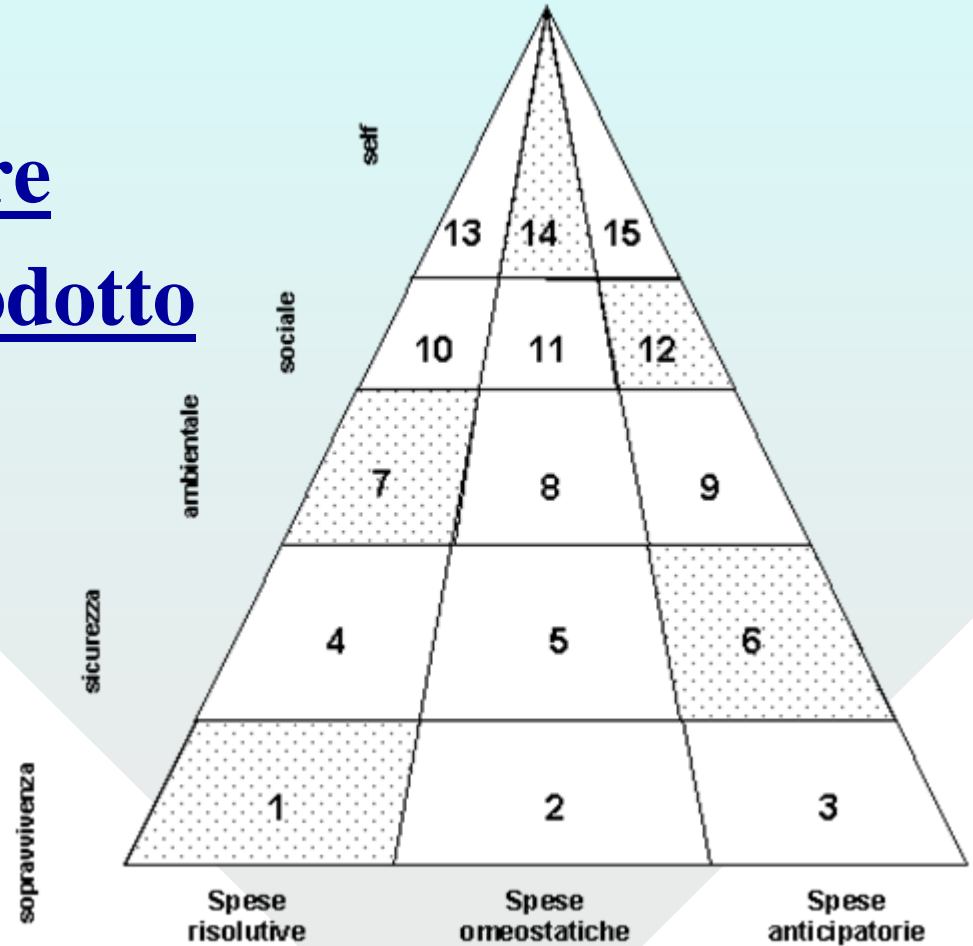 re
odotto
self
13 14 15
sociale
10 11 12
ambientale
7 8 9
sicurezza
4 5 6
sopravvivenza
1 2 3
Spese risolutive
Spese omeostatiche
Spese anticipatorie